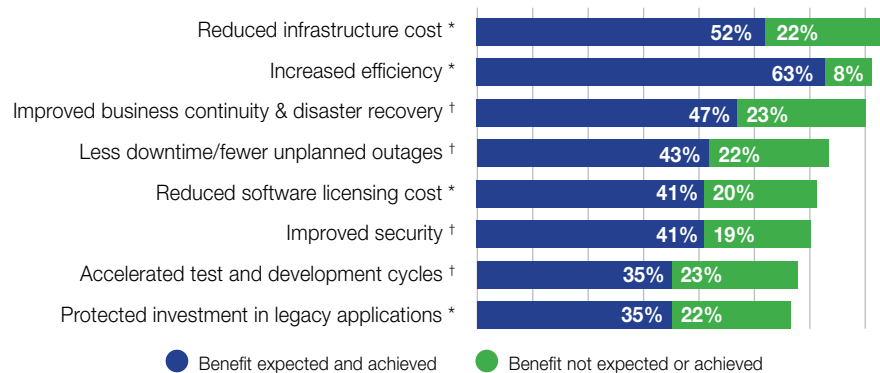 Reduced infrastructure cost * 52% 22%
Increased efficiency * 63% 8%
Improved business continuity & disaster recovery † 47% 23%
Less downtime/fewer unplanned outages † 43% 22%
Reduced software licensing cost * 41% 20%
Improved security † 41% 19%
Accelerated test and development cycles † 35% 23%
Protected investment in legacy applications * 35% 22%
Benefit expected and achieved Benefit not expected or achieved